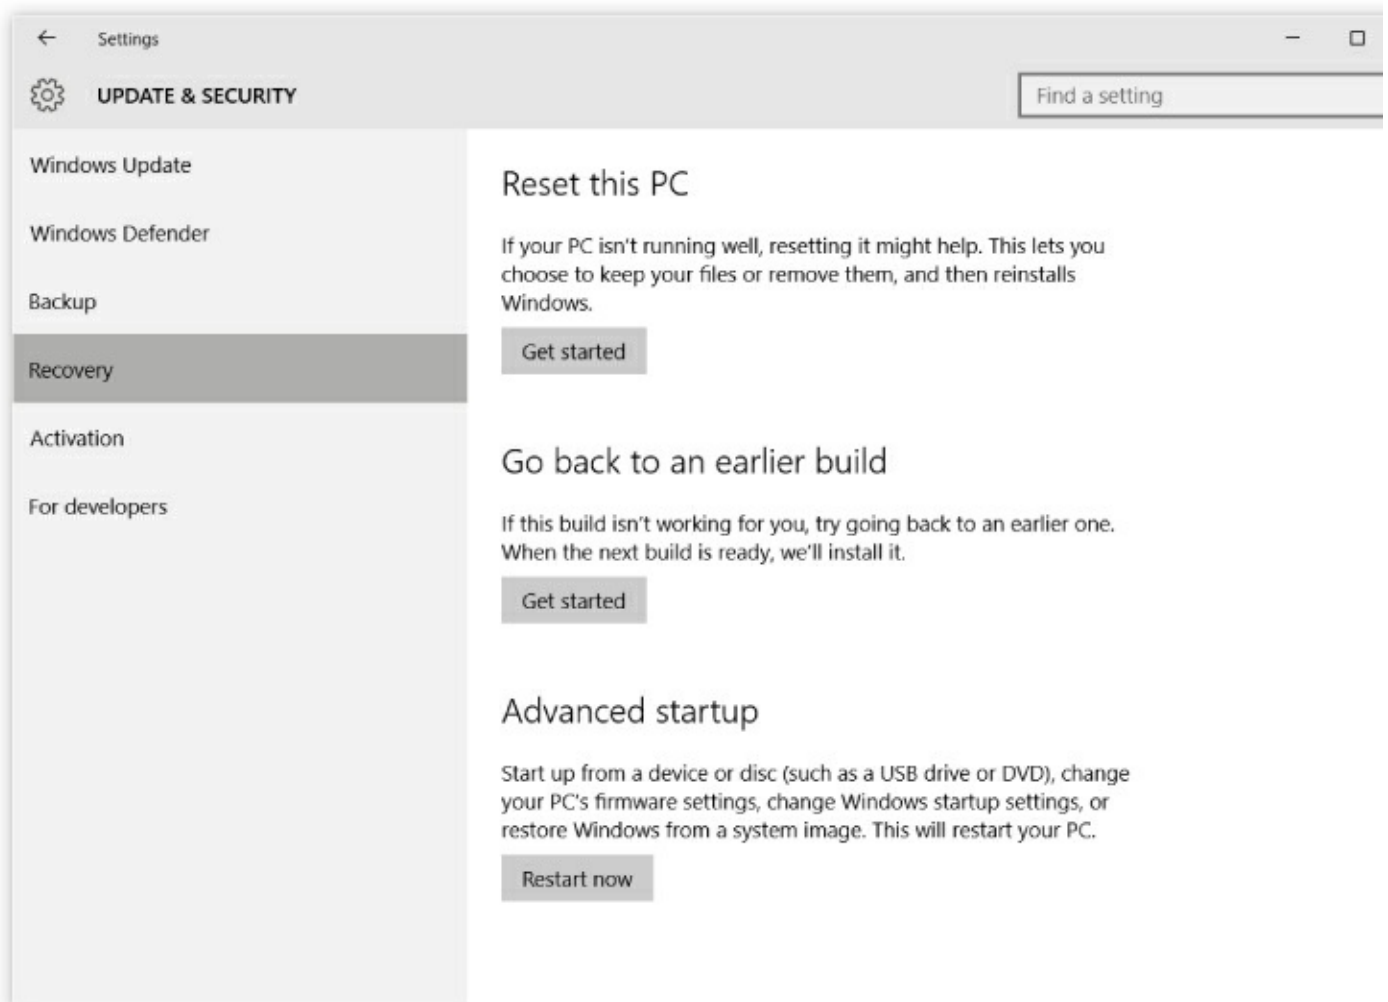 Settings
UPDATE & SECURITY
Find a setting
Windows Update
Windows Defender
Backup
Recovery
Activation
For developers
Reset this PC
If your PC isn't running well, resetting it might help. This lets you
choose to keep your files or remove them, and then reinstalls
Windows.
Get started
Go back to an earlier build
If this build isn't working for you, try going back to an earlier one.
When the next build is ready, we'll install it.
Get started
Advanced startup
Start up from a device or disc (such as a USB drive or DVD), change
your PC's firmware settings, change Windows startup settings, or
restore Windows from a system image. This will restart your PC.
Restart now